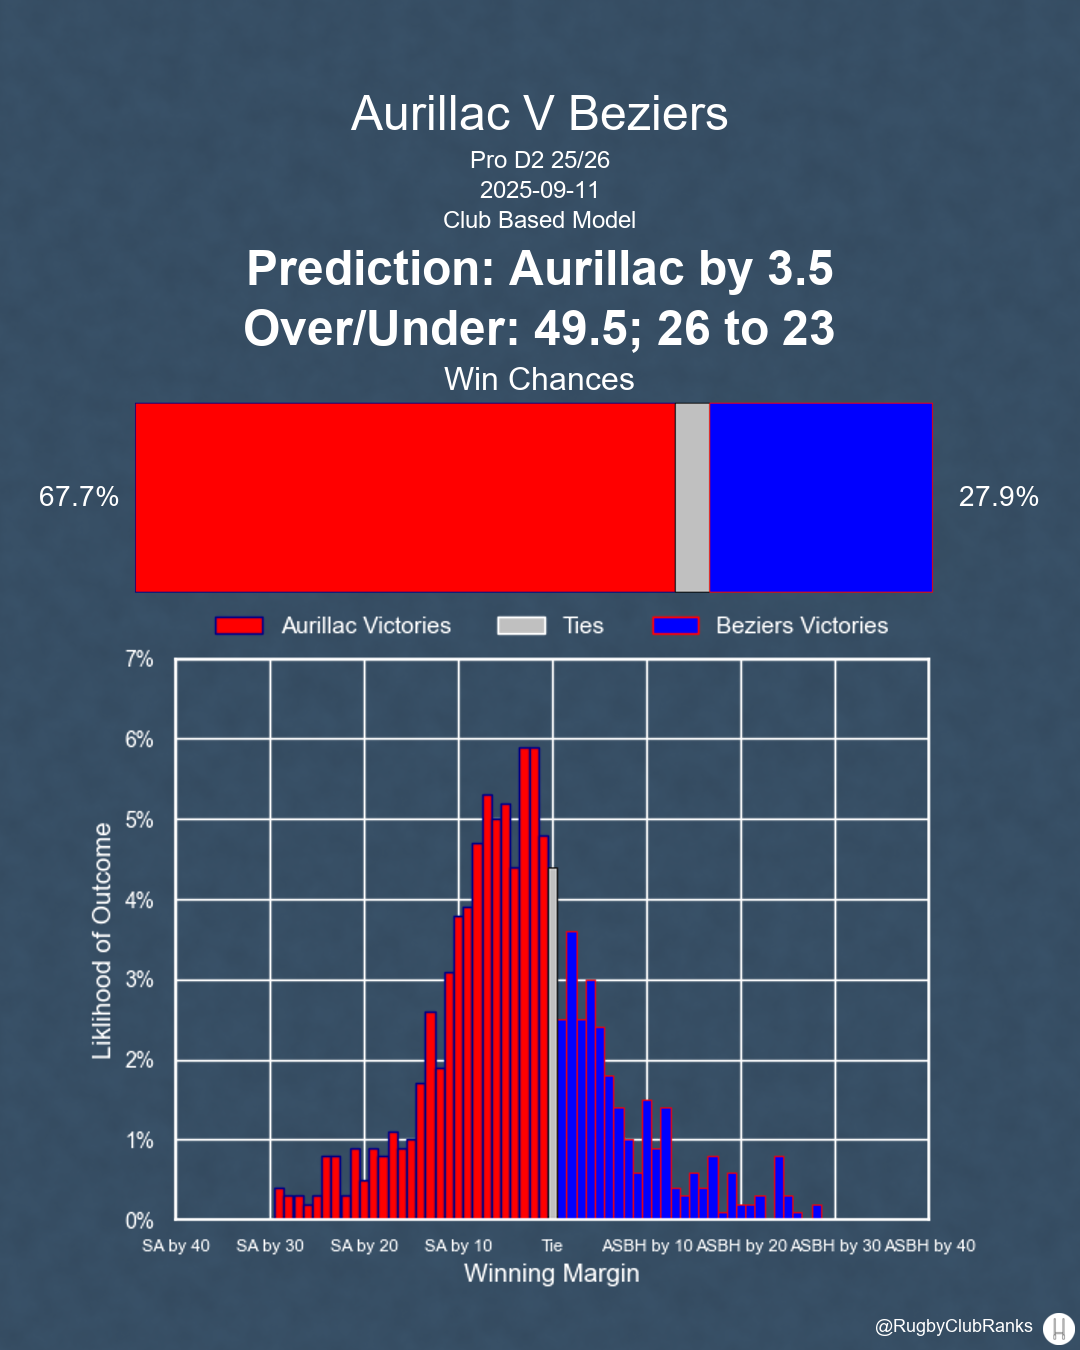 Aurillac V Beziers
Pro D2 25/26
2025-09-11
Club Based Model
Prediction: Aurillac by 3.5
Over/Under: 49.5; 26 to 23
Win Chances
67.7%
27.9%
Aurillac Victories Ties Beziers Victories
7%
6%
5%
4%
3%
2%
1%
0%
Liklihood of Outcome
SA by 40 SA by 30 SA by 20 SA by 10 Tie ASBH by 10 ASBH by 20 ASBH by 30 ASBH by 40
Winning Margin
@RugbyClubRanks